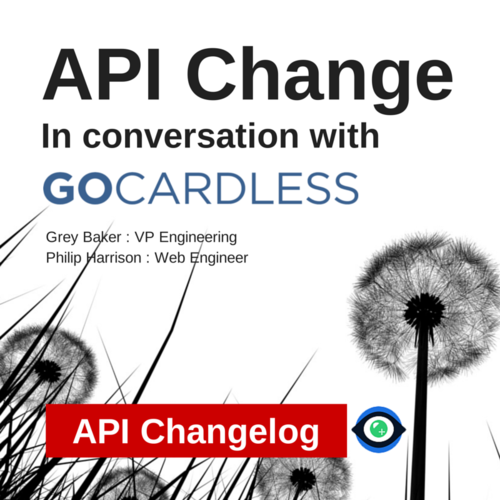 API Change
In conversation with
GOCARDLESS
Grey Baker : VP Engineering
Philip Harrison : Web Engineer
API Changelog